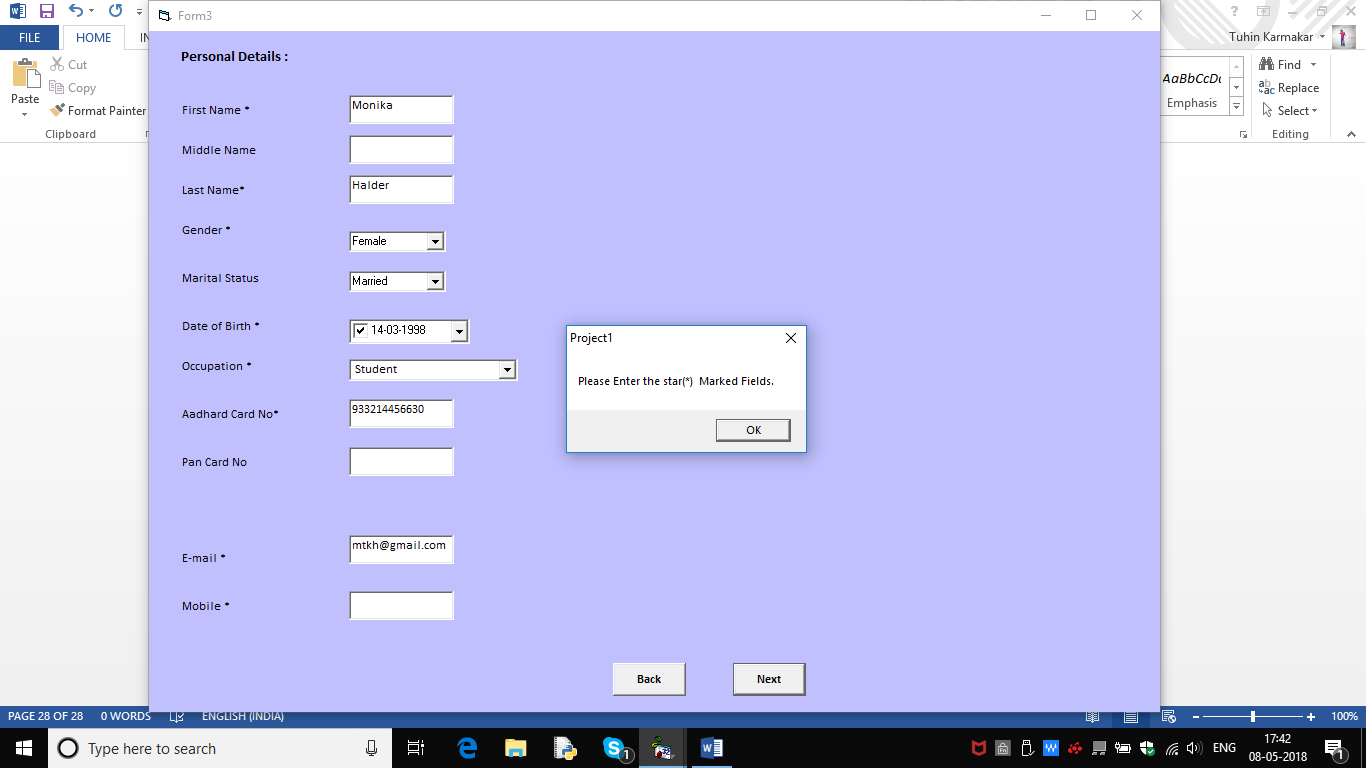 Form3
FILE
HOME
IN
Tuhin Karmakar
Paste
Cut
Copy
Format Painter
Clipboard
AaBbCcDc
Emphasis
Find
Replace
Select
Editing
Personal Details :
First Name *
Monika
Middle Name
Last Name*
Halder
Gender *
Female
Marital Status
Married
Date of Birth *
14-03-1998
Occupation *
Student
Aadhard Card No*
933214456630
Pan Card No
E-mail *
mtkh@gmail.com
Mobile *
Project1
Please Enter the star(*) Marked Fields.
OK
Back
Next
PAGE 28 OF 28
0 WORDS
ENGLISH (INDIA)
100%
Type here to search
1
ENG
17:42
08-05-2018
1